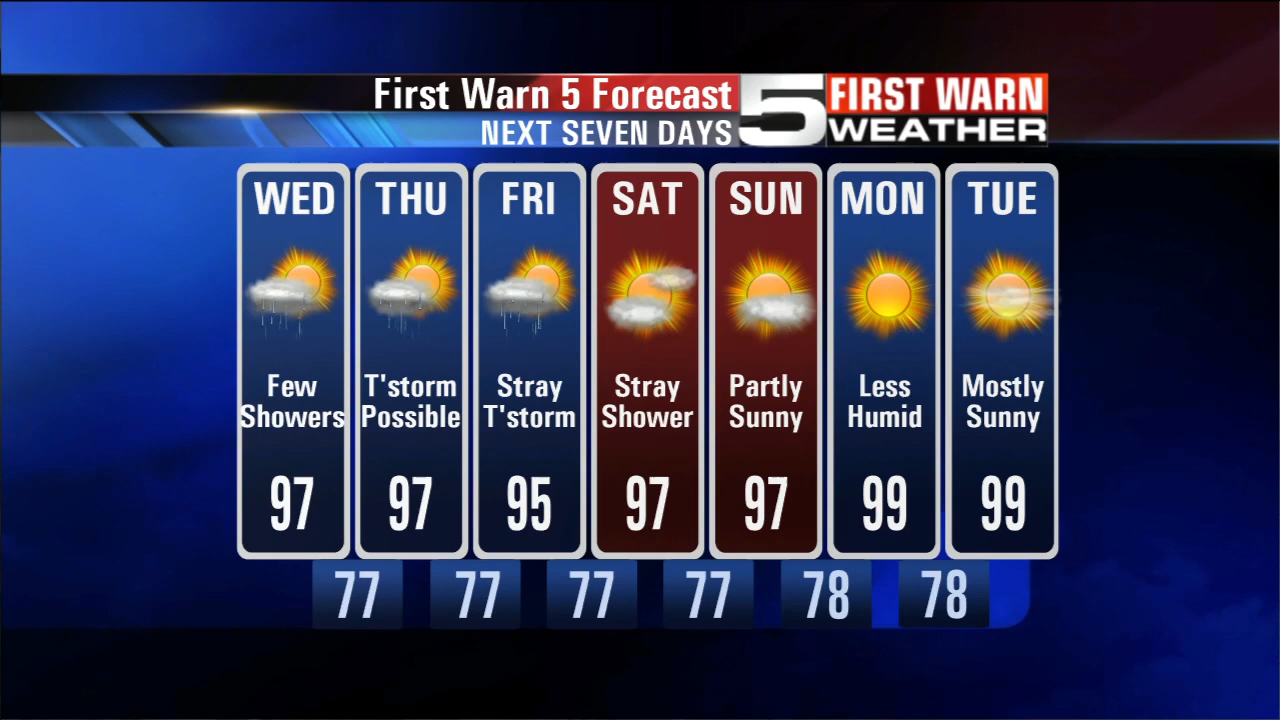 First Warn 5 Forecast
NEXT SEVEN DAYS
5
FIRST WARN
WEATHER
WED
Few
Showers
97
THU
T'storm
Possible
97
FRI
Stray
T'storm
95
SAT
Stray
Shower
97
SUN
Partly
Sunny
97
MON
Less
Humid
99
TUE
Mostly
Sunny
99
77
77
77
77
78
78